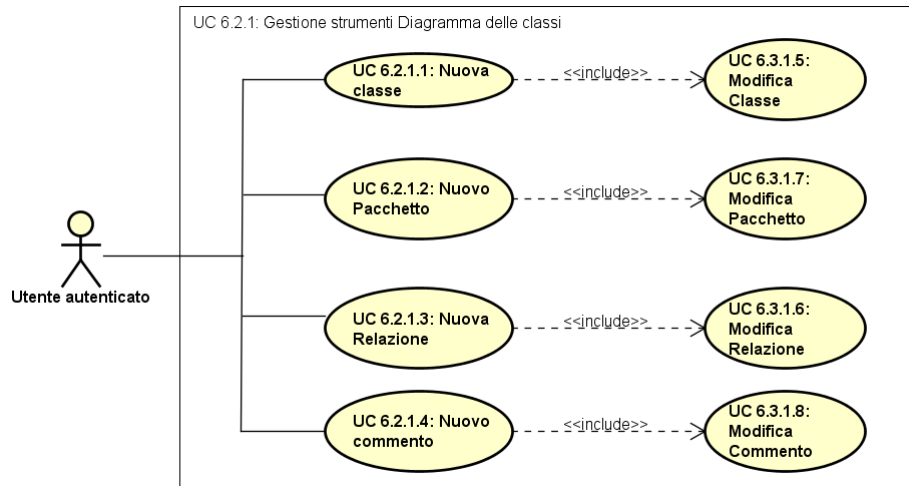 UC 6.2.1: Gestione strumenti Diagramma delle classi
UC 6.2.1.1: Nuova
classe
<<include>>
UC 6.3.1.5:
Modifica
Classe
UC 6.2.1.2: Nuovo
Pacchetto
<<include>>
UC 6.3.1.7:
Modifica
Pacchetto
Utente autenticato
UC 6.2.1.3: Nuova
Relazione
<<include>>
UC 6.3.1.6:
Modifica
Relazione
UC 6.2.1.4: Nuovo
commento
<<include>>
UC 6.3.1.8:
Modifica
Commento